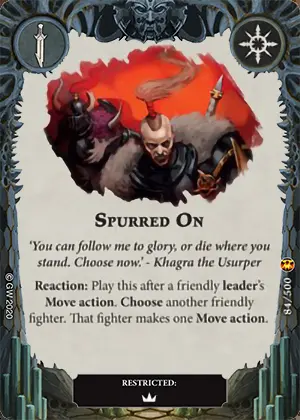 SPURRED ON
‘You can follow me to glory, or die where you
stand. Choose now.’ - Khagra the Usurper
Reaction: Play this after a friendly leader’s
Move action. Choose another friendly
fighter. That fighter makes one Move action.
© GW 2020
84/500
RESTRICTED: